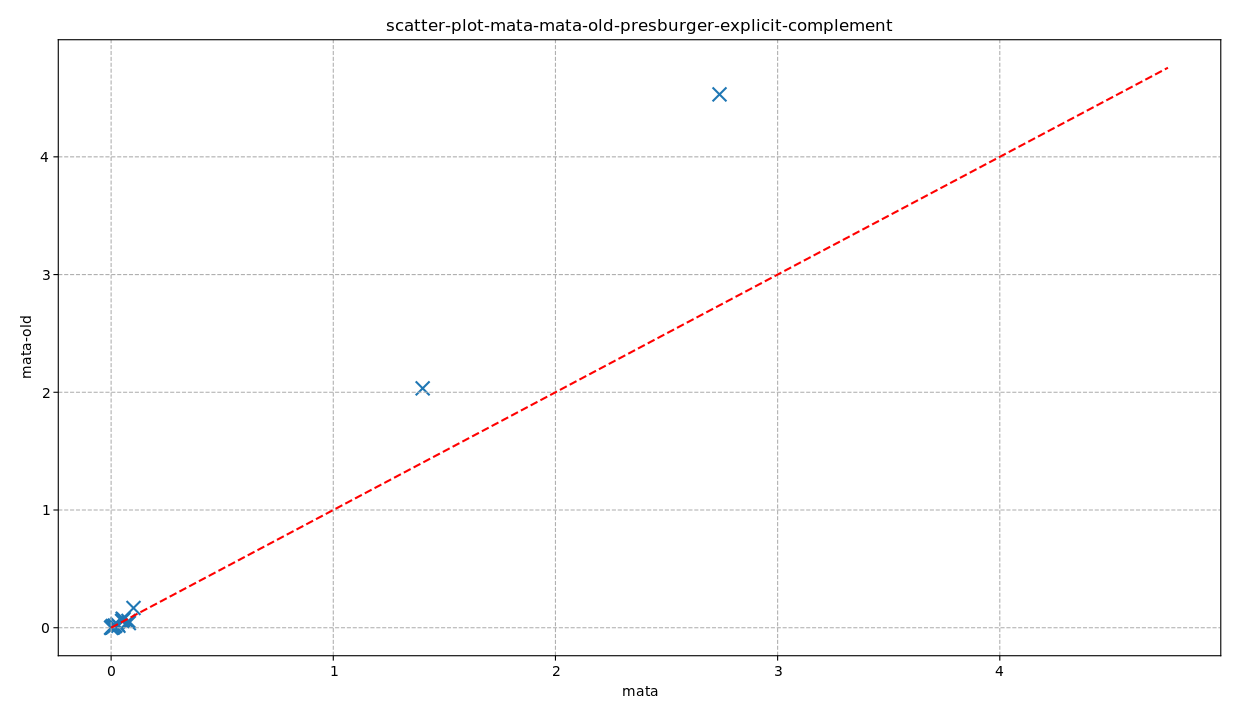 scatter-plot-mata-mata-old-presburger-explicit-complement
mata-old
4
3
2
1
0
0 1 2 3 4
mata